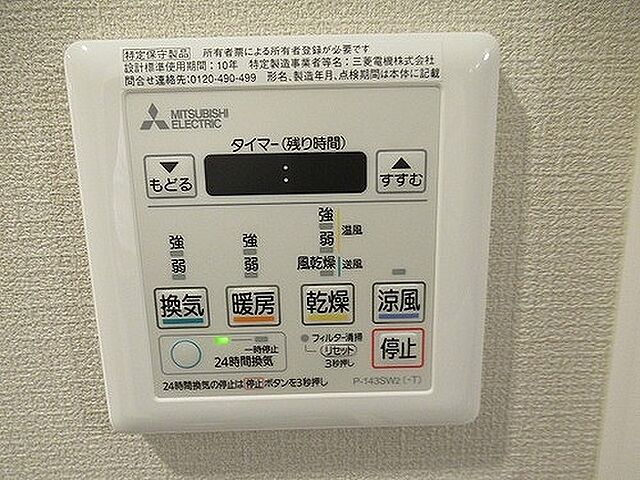 特定保守製品 所有者票による所有者登録が必要です
設計標準使用期間:10年 特定製造事業者等名:三菱電機株式会社
問合せ連絡先:0120-490-499 形名、製造年月、点検期間は本体に記載
MITSUBISHI
ELECTRIC
タイマー(残り時間)
▼
もどる
:
▲
すすむ
強
弱
強
弱
強
弱
温風
風乾燥
送風
換気
暖房
乾燥
涼風
一時停止
24時間換気
フィルター清掃
リセット
3秒押し
停止
24時間換気の停止は停止ボタンを3秒押し
P-143SW2(-T)